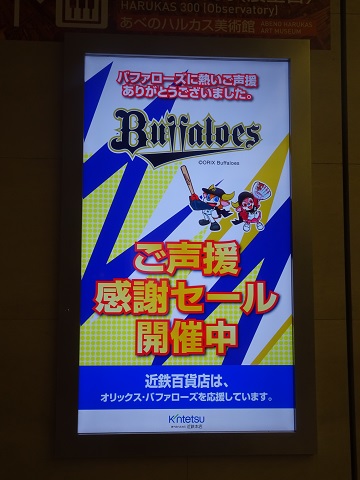 HARUKAS 300 [Observatory]
あべのハルカス美術館
ABENO HARUKAS
ART MUSEUM
バファローズに熱いご声援
ありがとうございました。
Buffaloes
©ORIX Buffaloes
ご声援
感謝セール
開催中
近鉄百貨店は、
オリックス・バファローズを応援しています。
Kintetsu